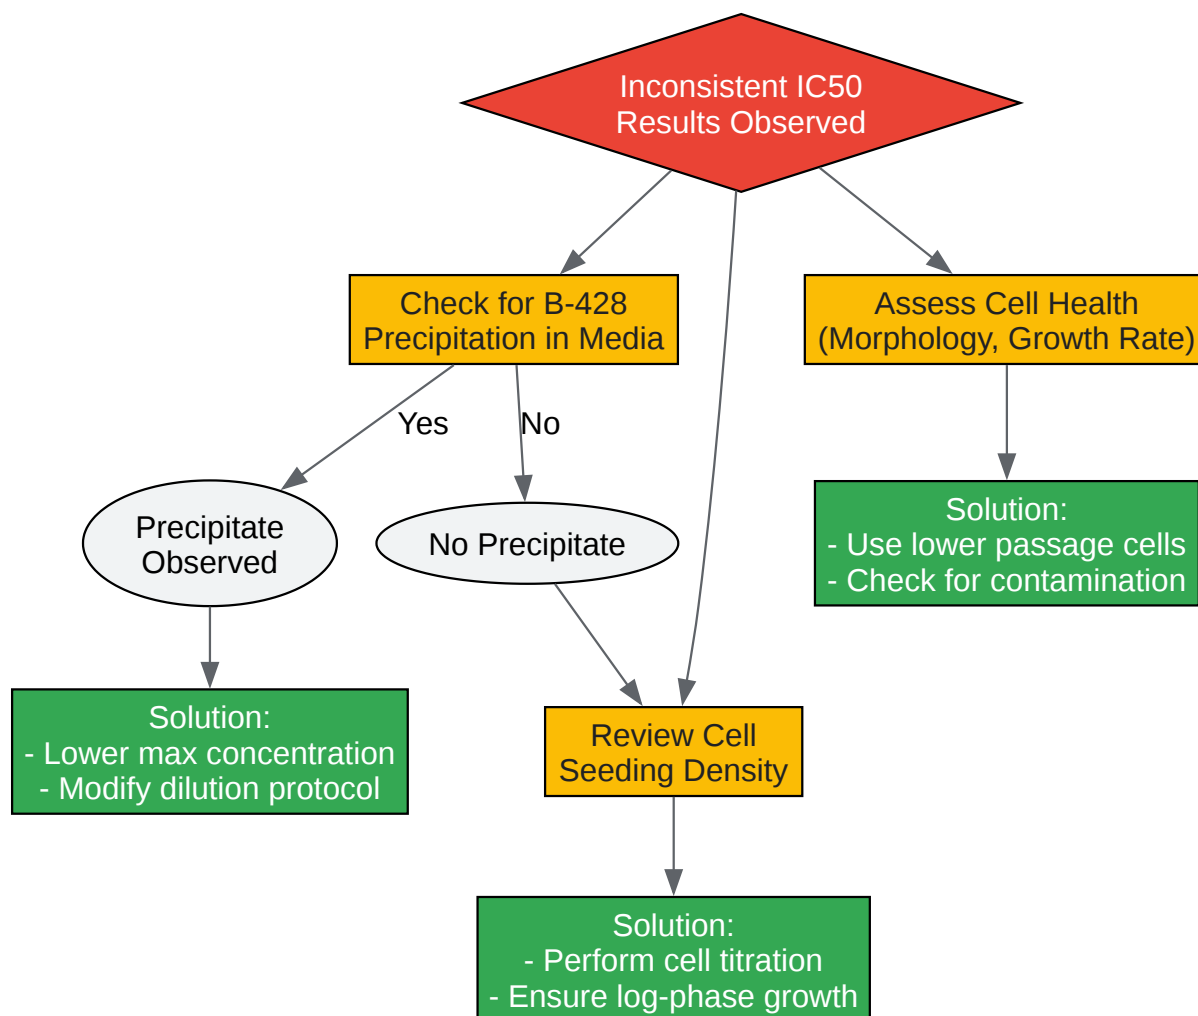 Inconsistent IC50
Results Observed
Check for B-428
Precipitation in Media
Assess Cell Health
(Morphology, Growth Rate)
Yes
No
Precipitate
Observed
No Precipitate
Solution:
- Use lower passage cells
- Check for contamination
Solution:
- Lower max concentration
- Modify dilution protocol
Review Cell
Seeding Density
Solution:
- Perform cell titration
- Ensure log-phase growth